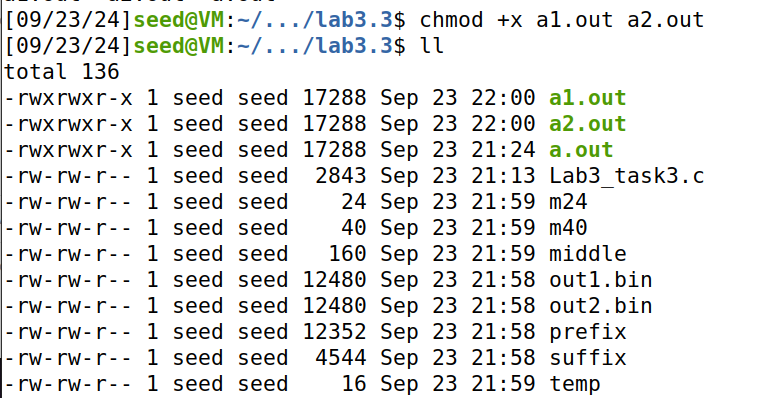 [09/23/24]seed@VM:~/.../lab3.3$ chmod +x a1.out a2.out
[09/23/24]seed@VM:~/.../lab3.3$ ll
total 136
-rwxrwxr-x 1 seed seed 17288 Sep 23 22:00 a1.out
-rwxrwxr-x 1 seed seed 17288 Sep 23 22:00 a2.out
-rwxrwxr-x 1 seed seed 17288 Sep 23 21:24 a.out
-rw-rw-r-- 1 seed seed  2843 Sep 23 21:13 Lab3_task3.c
-rw-rw-r-- 1 seed seed    24 Sep 23 21:59 m24
-rw-rw-r-- 1 seed seed    40 Sep 23 21:59 m40
-rw-rw-r-- 1 seed seed   160 Sep 23 21:59 middle
-rw-rw-r-- 1 seed seed 12480 Sep 23 21:58 out1.bin
-rw-rw-r-- 1 seed seed 12480 Sep 23 21:58 out2.bin
-rw-rw-r-- 1 seed seed 12352 Sep 23 21:58 prefix
-rw-rw-r-- 1 seed seed  4544 Sep 23 21:58 suffix
-rw-rw-r-- 1 seed seed    16 Sep 23 21:59 temp